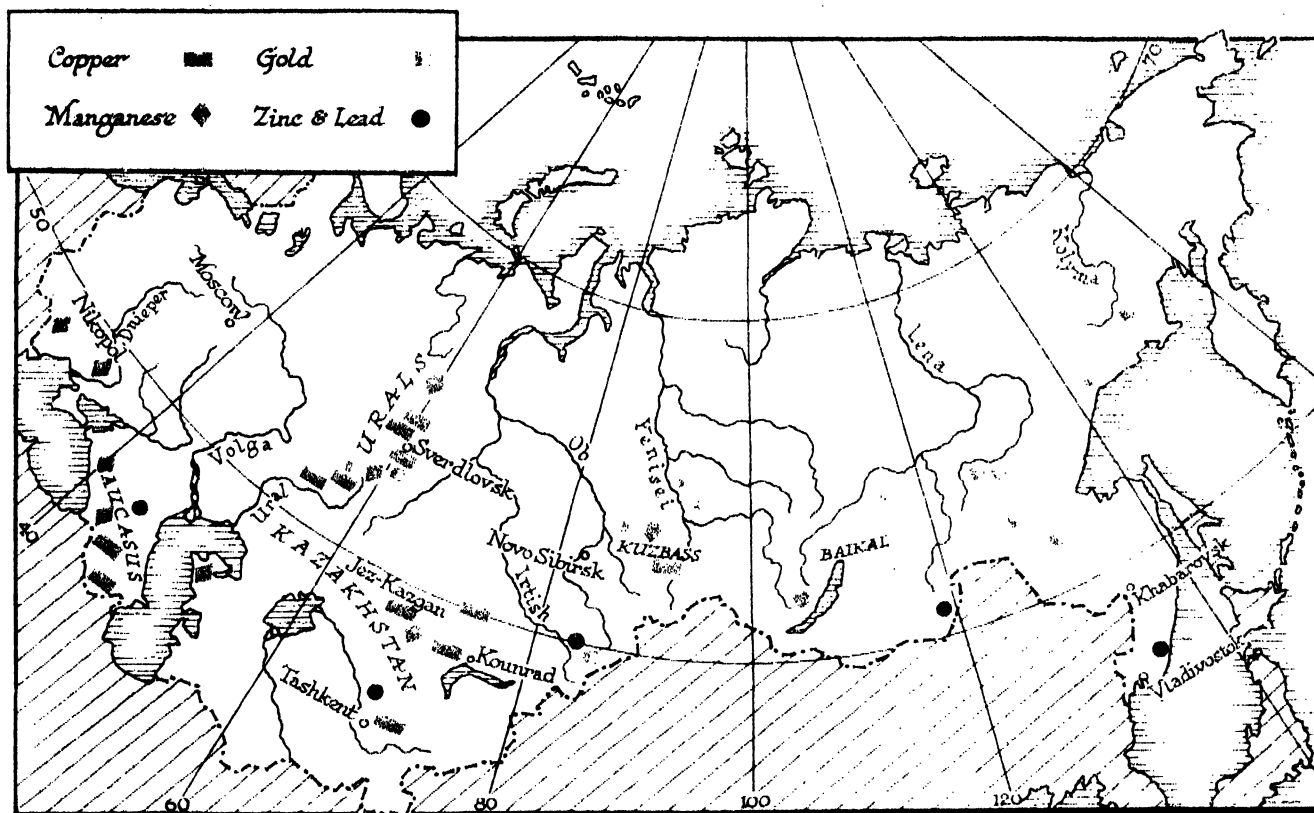 Copper Gold
Manganese Zinc & Lead
70
50
Moscow
Kolyma
Nikopol
Dnieper
Lena
URALS
Volga
Ob
Yenisei
Sverdlovsk
Ural
40
CAUCASUS
KAZAKHSTAN
Novo Sibirsk
KUZBASS
BAIKAL
Jez-Kazgan
Irtish
Khabarovsk
Kounrad
Tashkent
Vladivostok
60 80 100 120